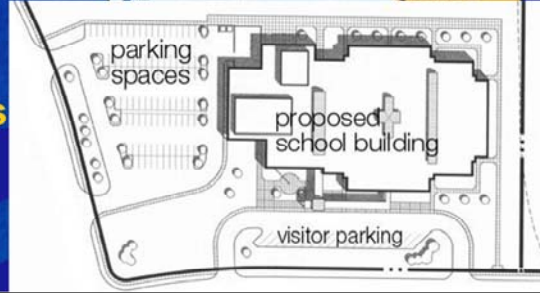 parking
spaces
proposed
school building
visitor parking
s